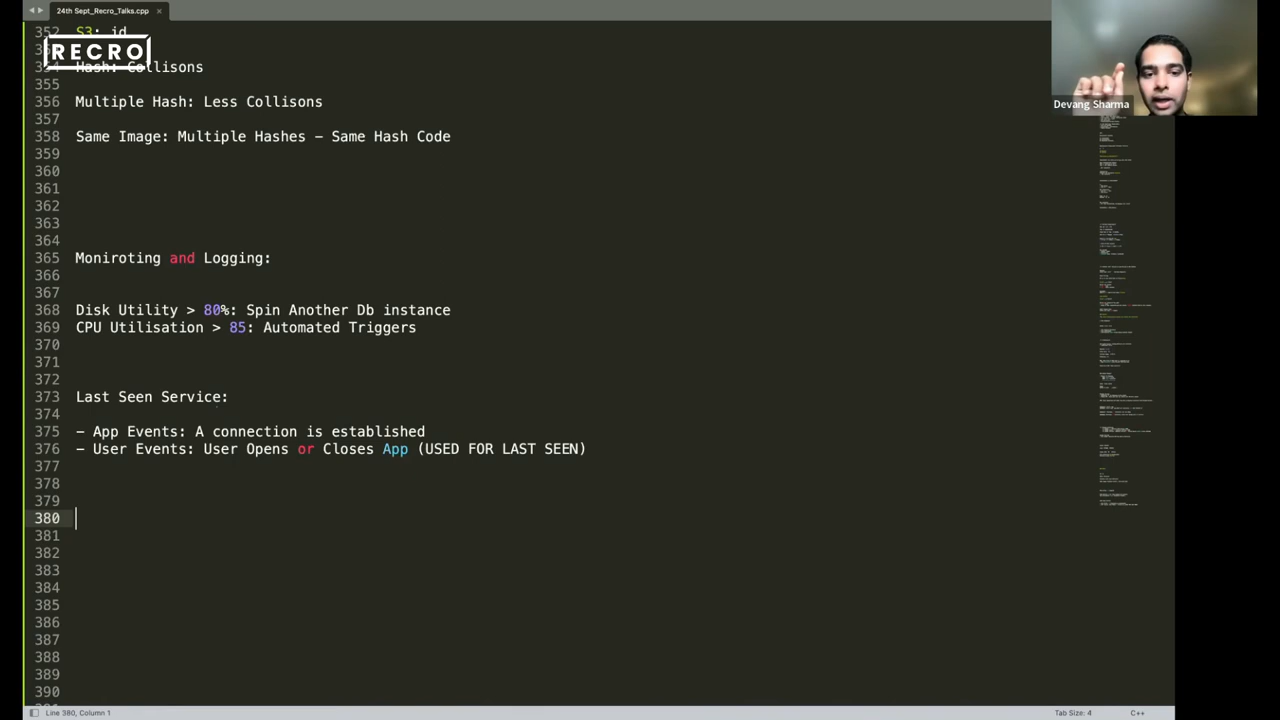 24th Sept_Recro_Talks.cpp
352 S3: id
RECRO
354 Hash: Collisons
355
356 Multiple Hash: Less Collisons
357
358 Same Image: Multiple Hashes - Same Hash Code
359
360
361
362
363
364
365 Moniroting and Logging:
366
367
368 Disk Utility > 80%: Spin Another Db instance
369 CPU Utilisation > 85: Automated Triggers
370
371
372
373 Last Seen Service:
374
375 - App Events: A connection is established
376 - User Events: User Opens or Closes App (USED FOR LAST SEEN)
377
378
379
380
381
382
383
384
385
386
387
388
389
390
Devang Sharma
Line 380, Column 1
Tab Size: 4
C++